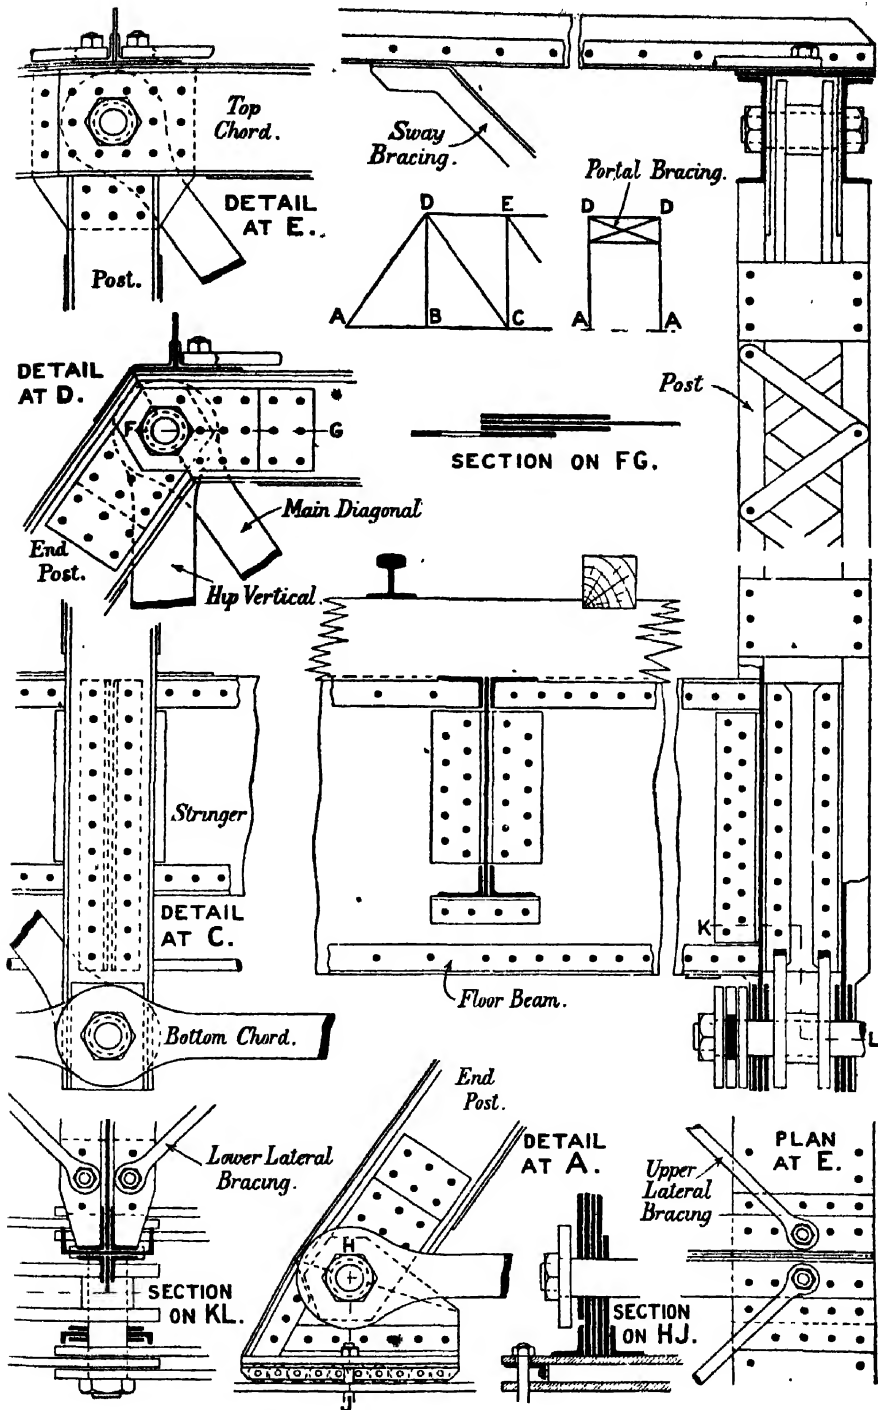 Top
Chord.
DETAIL
AT E.
Post.
Sway
Bracing.
Portal Bracing.
D
E
D
D
A
B
C
A
A
DETAIL
AT D.
F
G
Main Diagonal
End
Post.
Hip Vertical.
SECTION ON FG.
Post
Stringer
DETAIL
AT C.
Bottom Chord.
Floor Beam.
K
L
Lower Lateral
Bracing.
SECTION
ON KL.
End
Post.
DETAIL
AT A.
H
J
SECTION
ON HJ.
PLAN
AT E.
Upper
Lateral
Bracing